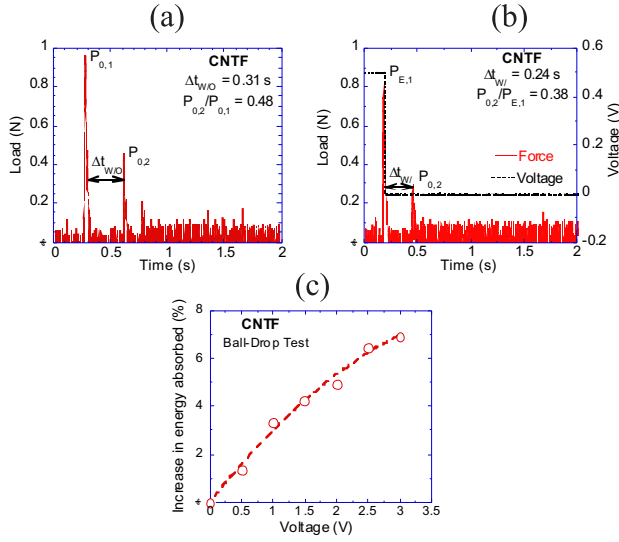 (a)
CNTF
P0,1
ΔtW/O = 0.31 s
P0,2/P0,1 = 0.48
P0,2
ΔtW/O
Load (N)
1
0.8
0.6
0.4
0.2
0 0.5 1 1.5 2
Time (s)
(b)
CNTF
PE,1
ΔtW/ = 0.24 s
P0,2/PE,1 = 0.38
ΔtW/
P0,2
Force
Voltage
Load (N)
1
0.8
0.6
0.4
0.2
Voltage (V)
0.6
0.4
0.2
0
-0.2
0 0.5 1 1.5 2
Time (s)
(c)
CNTF
Ball-Drop Test
Increase in energy absorbed (%)
8
6
4
2
0 0.5 1 1.5 2 2.5 3 3.5
Voltage (V)